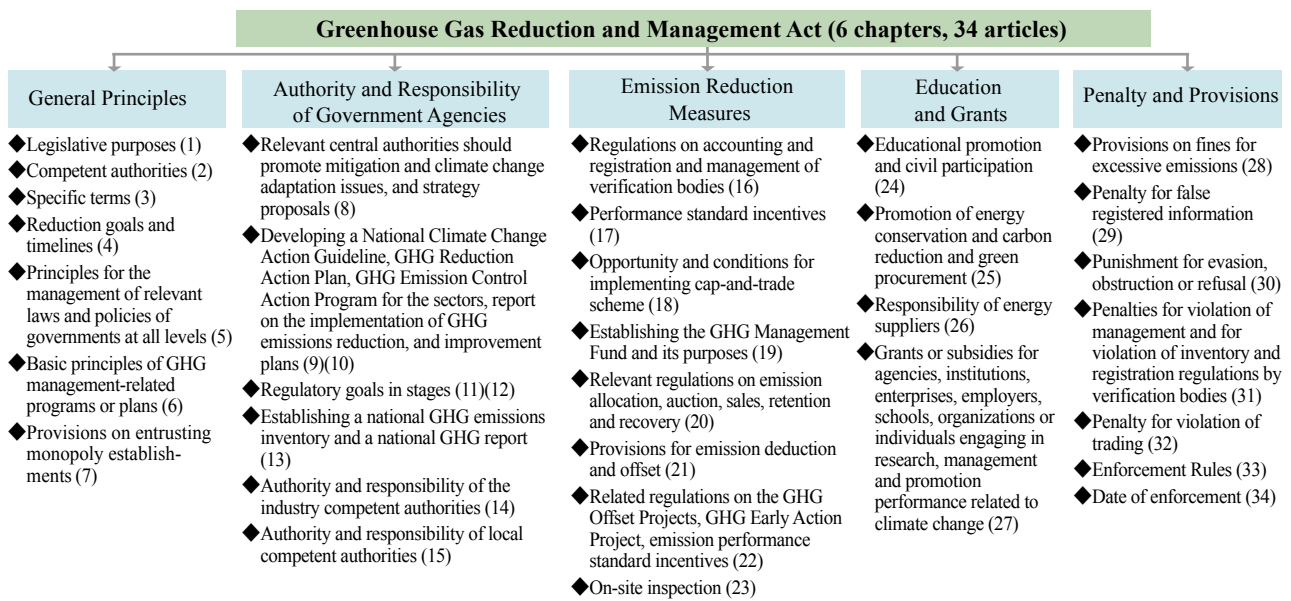 Greenhouse Gas Reduction and Management Act (6 chapters, 34 articles)
General Principles
◆Legislative purposes (1)
◆Competent authorities (2)
◆Specific terms (3)
◆Reduction goals and
timelines (4)
◆Principles for the
management of relevant
laws and policies of
governments at all levels (5)
◆Basic principles of GHG
management-related
programs or plans (6)
◆Provisions on entrusting
monopoly establish-
ments (7)
Authority and Responsibility
of Government Agencies
◆Relevant central authorities should
promote mitigation and climate change
adaptation issues, and strategy
proposals (8)
◆Developing a National Climate Change
Action Guideline, GHG Reduction
Action Plan, GHG Emission Control
Action Program for the sectors, report
on the implementation of GHG
emissions reduction, and improvement
plans (9)(10)
◆Regulatory goals in stages (11)(12)
◆Establishing a national GHG emissions
inventory and a national GHG report
(13)
◆Authority and responsibility of the
industry competent authorities (14)
◆Authority and responsibility of local
competent authorities (15)
Emission Reduction
Measures
◆Regulations on accounting and
registration and management of
verification bodies (16)
◆Performance standard incentives
(17)
◆Opportunity and conditions for
implementing cap-and-trade
scheme (18)
◆Establishing the GHG Management
Fund and its purposes (19)
◆Relevant regulations on emission
allocation, auction, sales, retention
and recovery (20)
◆Provisions for emission deduction
and offset (21)
◆Related regulations on the GHG
Offset Projects, GHG Early Action
Project, emission performance
standard incentives (22)
◆On-site inspection (23)
Education
and Grants
◆Educational promotion
and civil participation
(24)
◆Promotion of energy
conservation and carbon
reduction and green
procurement (25)
◆Responsibility of energy
suppliers (26)
◆Grants or subsidies for
agencies, institutions,
enterprises, employers,
schools, organizations or
individuals engaging in
research, management
and promotion
performance related to
climate change (27)
Penalty and Provisions
◆Provisions on fines for
excessive emissions (28)
◆Penalty for false
registered information
(29)
◆Punishment for evasion,
obstruction or refusal (30)
◆Penalties for violation of
management and for
violation of inventory and
registration regulations by
verification bodies (31)
◆Penalty for violation of
trading (32)
◆Enforcement Rules (33)
◆Date of enforcement (34)